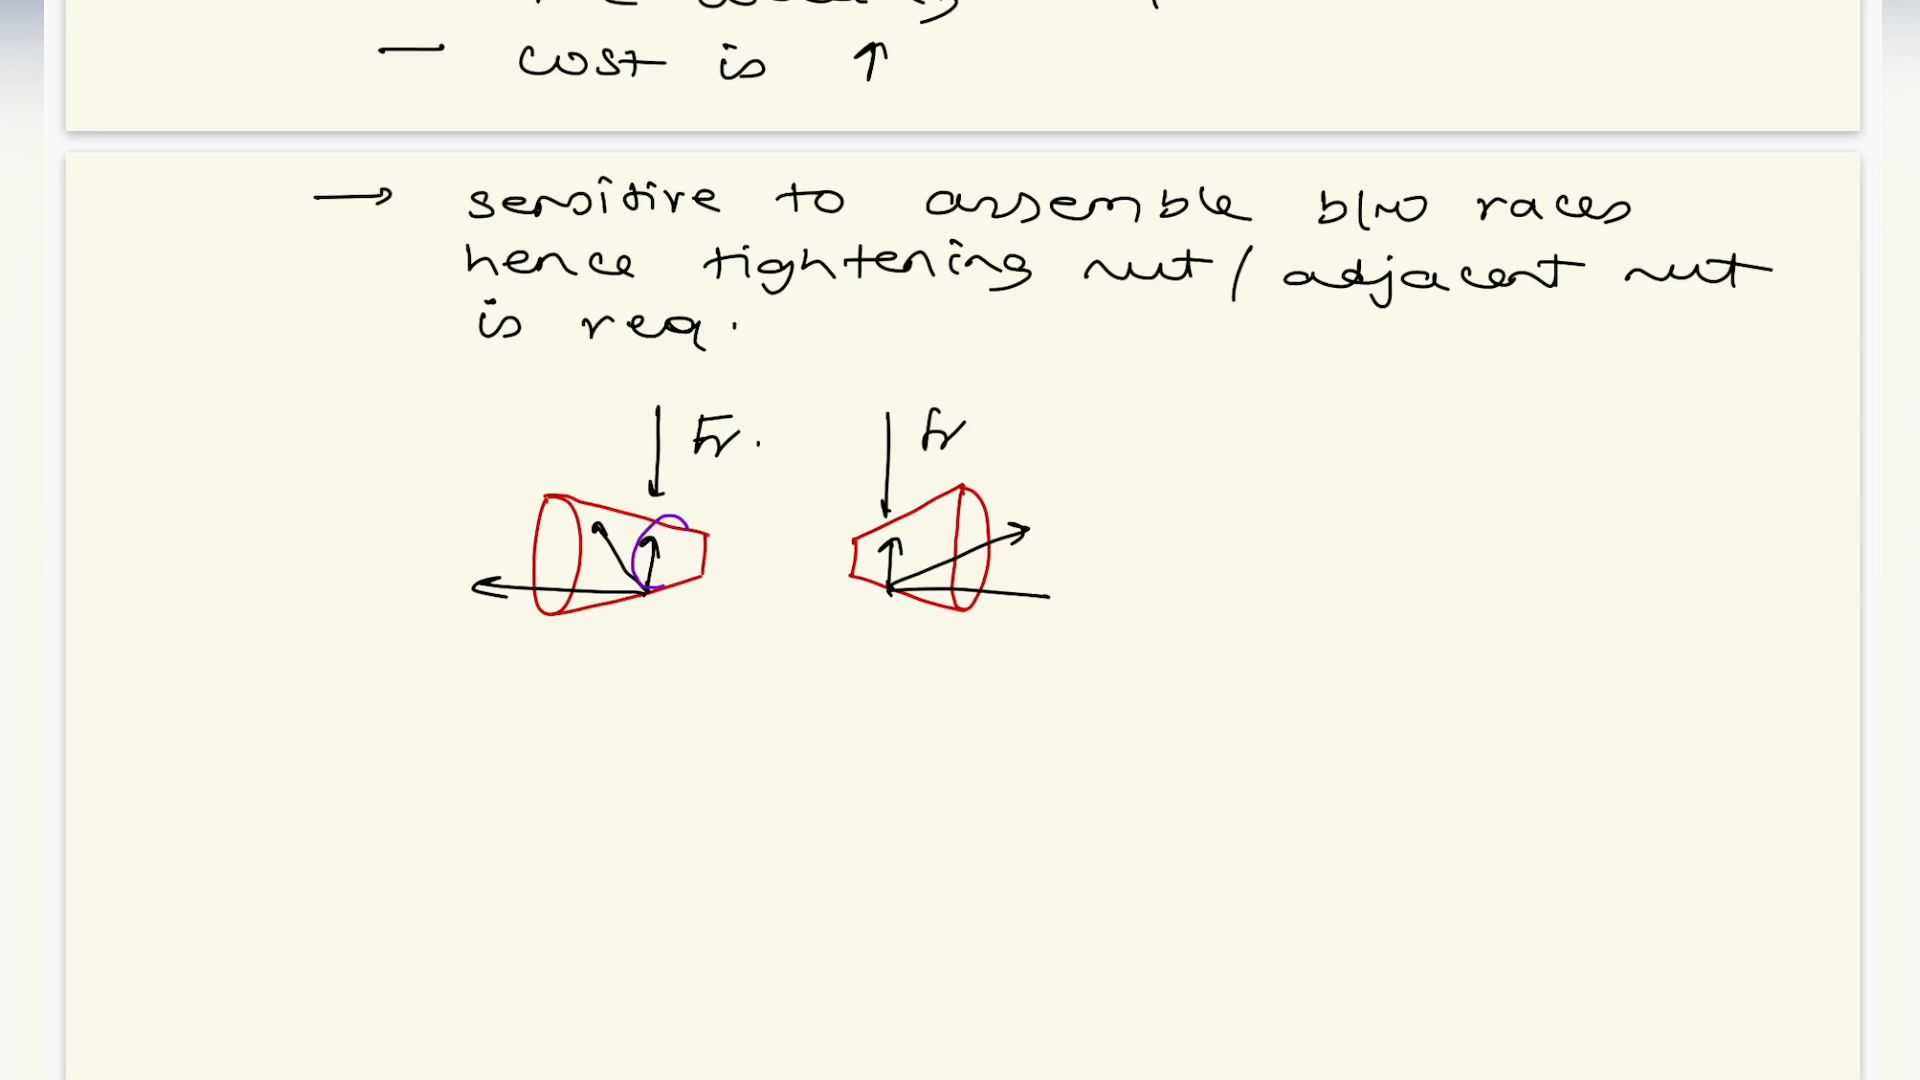 — cost is ↑
→ sensitive to assemble b/w races
hence tightening nut / adjacent nut
is req.
Fr. Fr